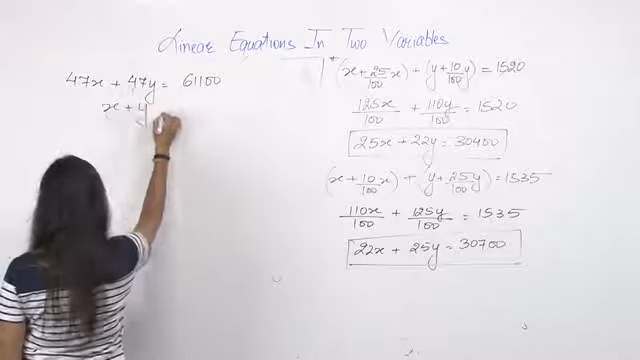 Linear Equations In Two Variables
47x + 47y = 61100
x + y
1st (x + 25/100 x) + (y + 10/100 y) = 1520
125x/100 + 110y/100 = 1520
25x + 22y = 30400
(x + 10/100 x) + (y + 25/100 y) = 1535
110x/100 + 125y/100 = 1535
22x + 25y = 30700